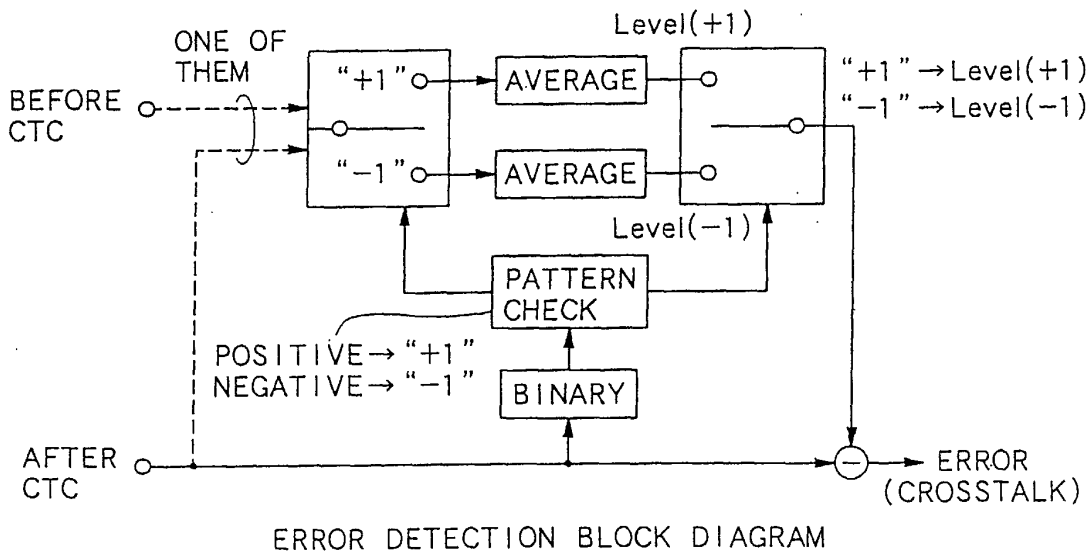 ONE OF
THEM
BEFORE
CTC
“+1”
“−1”
AVERAGE
AVERAGE
Level(+1)
Level(−1)
“+1”→Level(+1)
“−1”→Level(−1)
PATTERN
CHECK
POSITIVE→“+1”
NEGATIVE→“−1”
BINARY
AFTER
CTC
−
ERROR
(CROSSTALK)
ERROR DETECTION BLOCK DIAGRAM